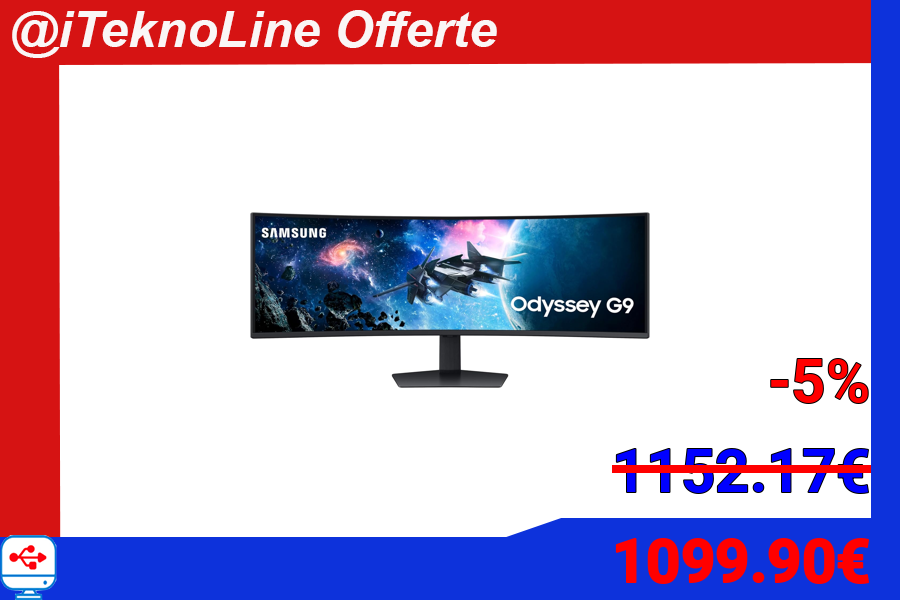 @iTeknoLine Offerte
SAMSUNG
Odyssey G9
-5%
1152.17€
1099.90€